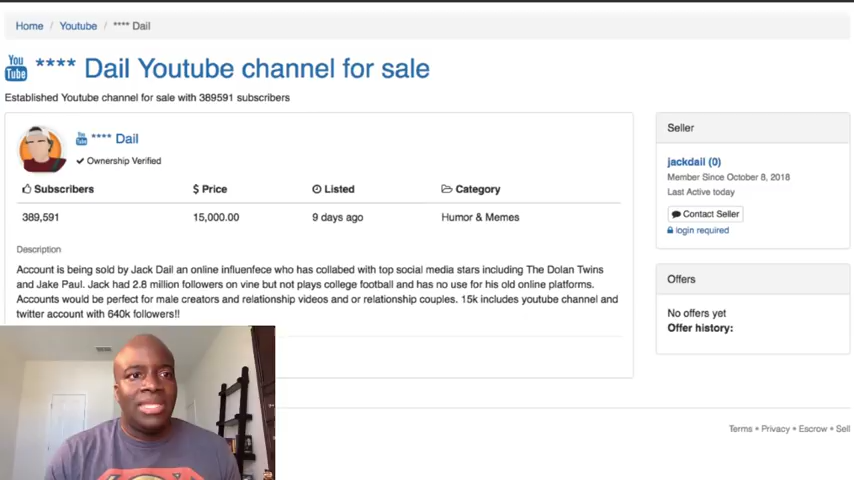 Home / Youtube / **** Dail
You Tube **** Dail Youtube channel for sale
Established Youtube channel for sale with 389591 subscribers
You Tube **** Dail
Ownership Verified
Subscribers $ Price Listed Category
389,591 15,000.00 9 days ago Humor & Memes
Description
Account is being sold by Jack Dail an online influenfece who has collabed with top social media stars including The Dolan Twins
and Jake Paul. Jack had 2.8 million followers on vine but not plays college football and has no use for his old online platforms.
Accounts would be perfect for male creators and relationship videos and or relationship couples. 15k includes youtube channel and
twitter account with 640k followers!!
Seller
jackdail (0)
Member Since October 8, 2018
Last Active today
Contact Seller
login required
Offers
No offers yet
Offer history:
Terms • Privacy • Escrow • Sell